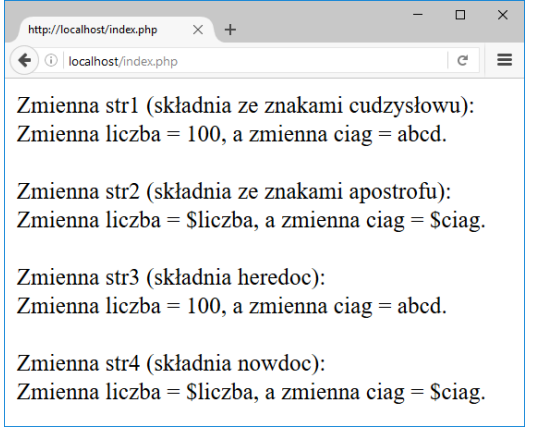 http://localhost/index.php
localhost/index.php
Zmienna str1 (składnia ze znakami cudzysłowu):
Zmienna liczba = 100, a zmienna ciag = abcd.
Zmienna str2 (składnia ze znakami apostrofu):
Zmienna liczba = $liczba, a zmienna ciag = $ciag.
Zmienna str3 (składnia heredoc):
Zmienna liczba = 100, a zmienna ciag = abcd.
Zmienna str4 (składnia nowdoc):
Zmienna liczba = $liczba, a zmienna ciag = $ciag.